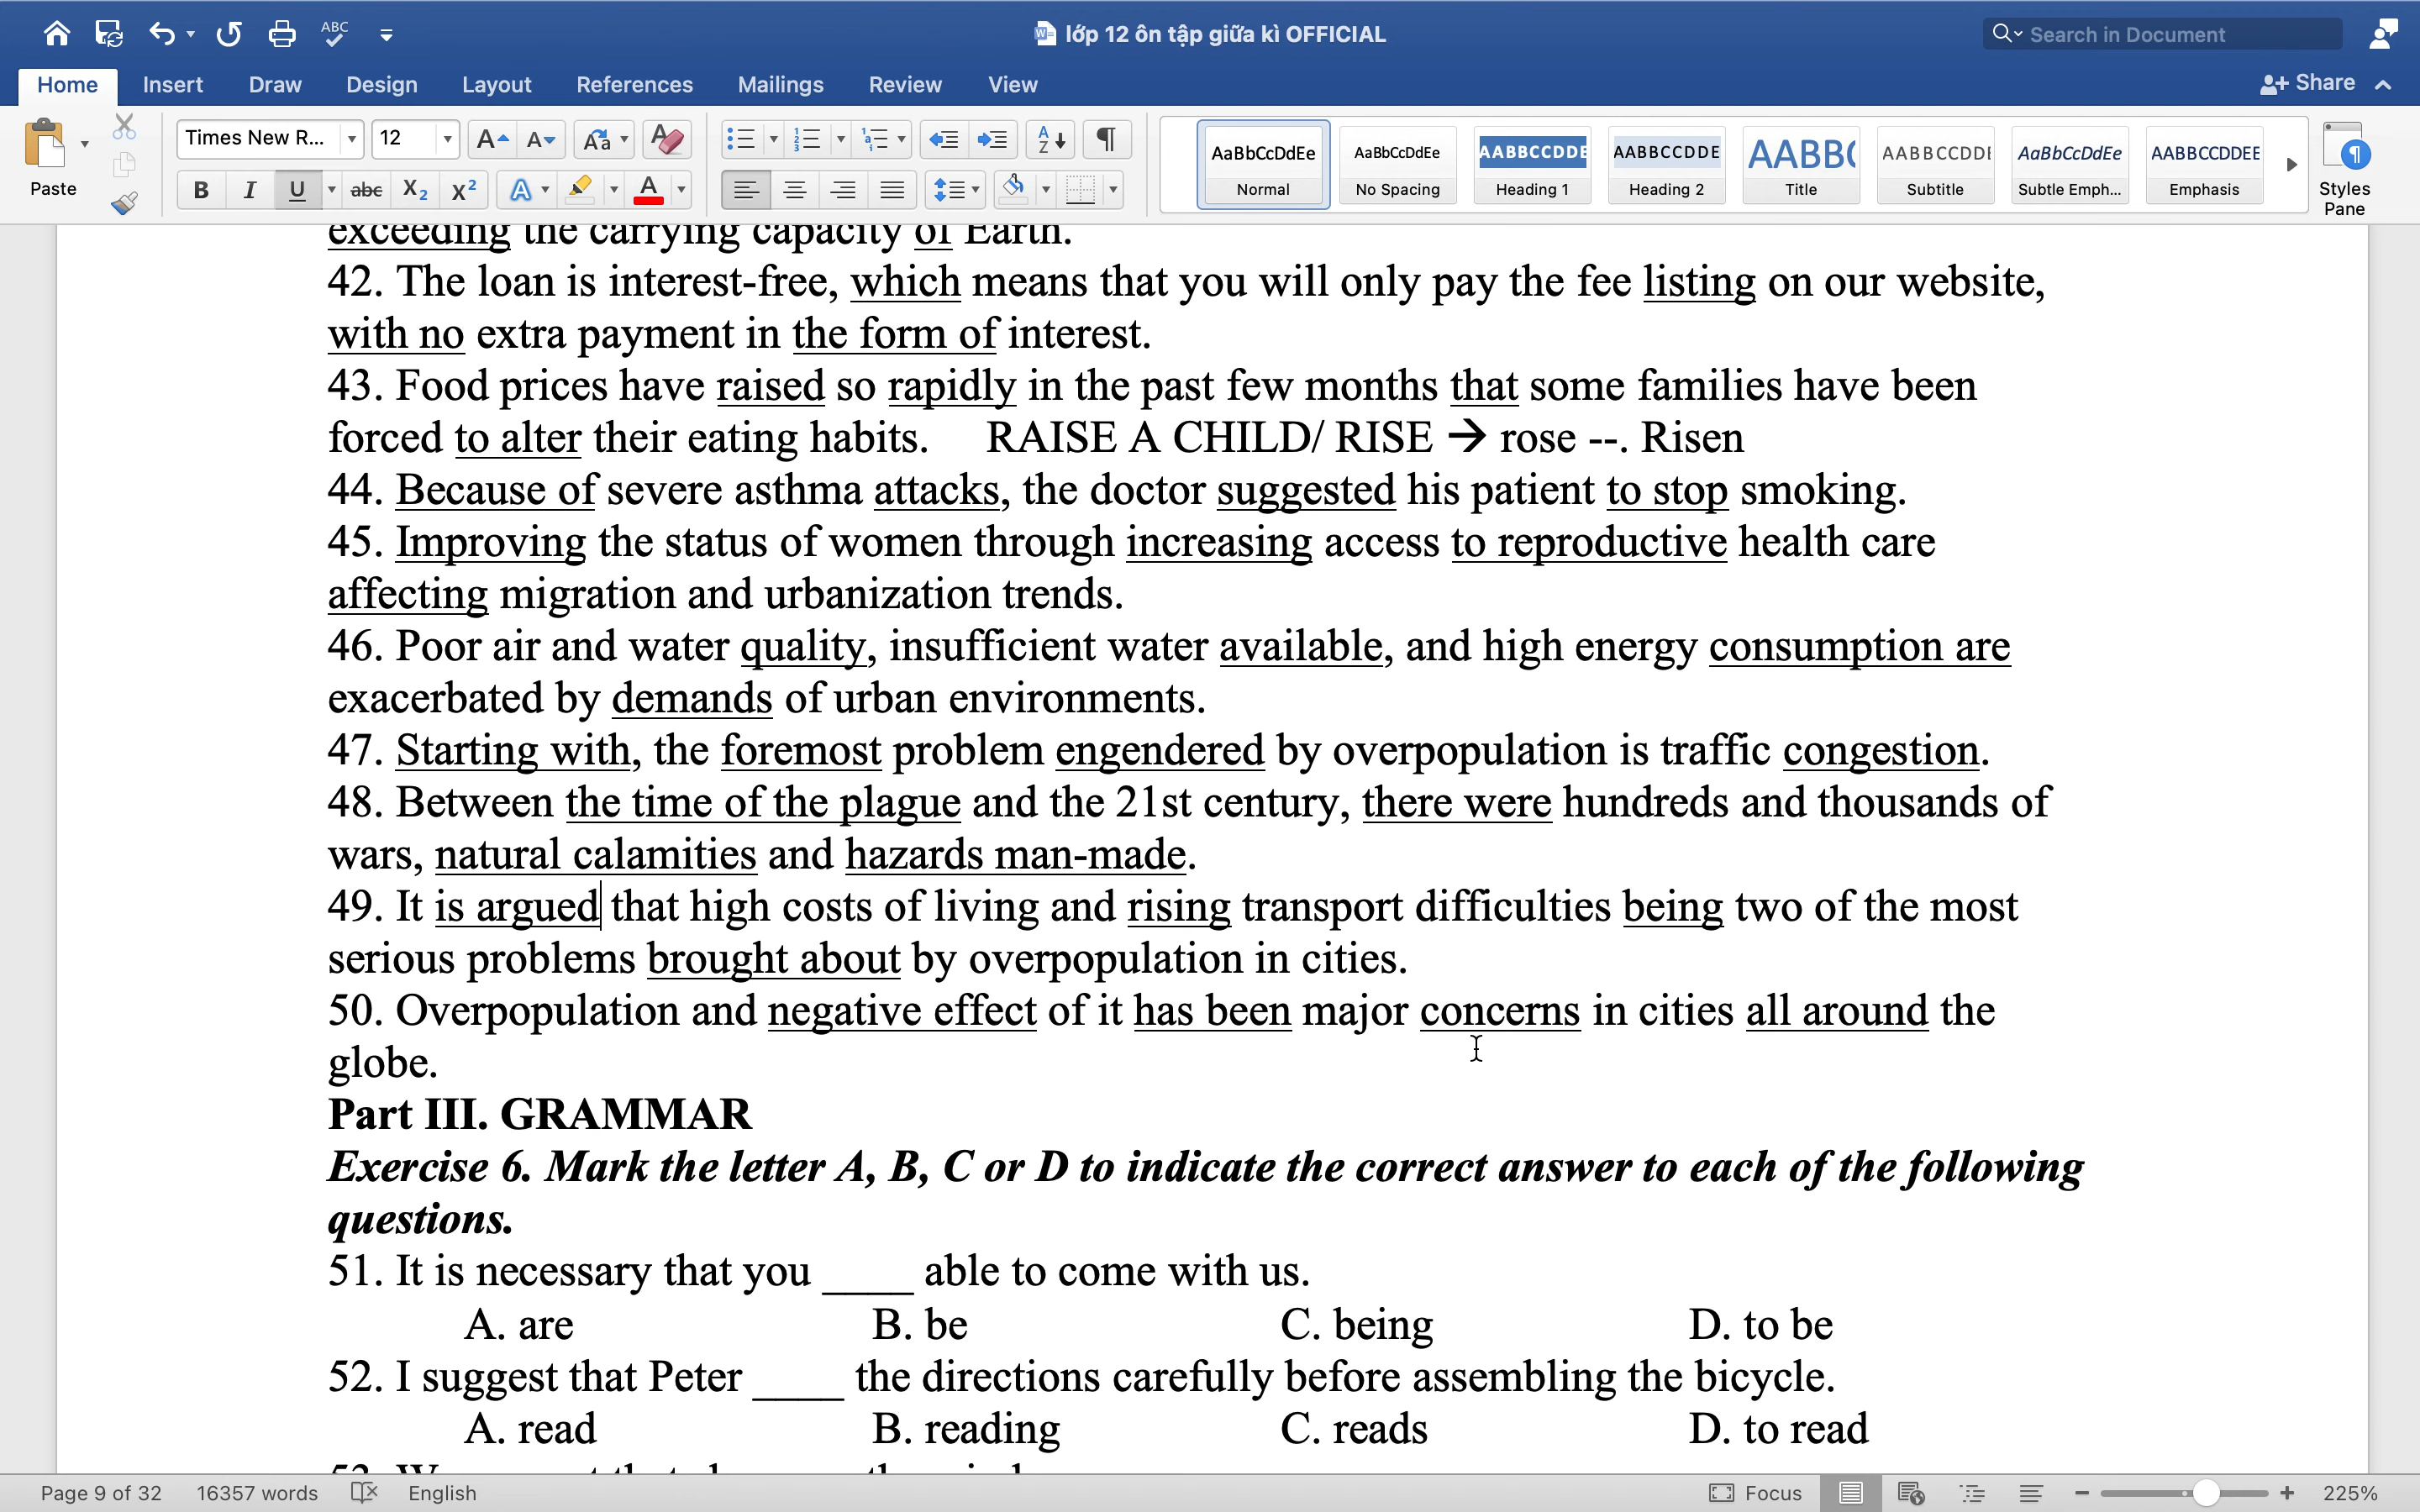 ABC
lớp 12 ôn tập giữa kì OFFICIAL
Search in Document
Home Insert Draw Design Layout References Mailings Review View
Share
Paste
Times New R... 12
AaBbCcDdEe AaBbCcDdEe AABBCCDDE AABBCCDDE AABBC AABBCCDDE AaBbCcDdEe AABBCCDDEE
Normal No Spacing Heading 1 Heading 2 Title Subtitle Subtle Emph... Emphasis
Styles
Pane
exceeding the carrying capacity of Earth.
42. The loan is interest-free, which means that you will only pay the fee listing on our website,
with no extra payment in the form of interest.
43. Food prices have raised so rapidly in the past few months that some families have been
forced to alter their eating habits. RAISE A CHILD/ RISE → rose --. Risen
44. Because of severe asthma attacks, the doctor suggested his patient to stop smoking.
45. Improving the status of women through increasing access to reproductive health care
affecting migration and urbanization trends.
46. Poor air and water quality, insufficient water available, and high energy consumption are
exacerbated by demands of urban environments.
47. Starting with, the foremost problem engendered by overpopulation is traffic congestion.
48. Between the time of the plague and the 21st century, there were hundreds and thousands of
wars, natural calamities and hazards man-made.
49. It is argued that high costs of living and rising transport difficulties being two of the most
serious problems brought about by overpopulation in cities.
50. Overpopulation and negative effect of it has been major concerns in cities all around the
globe.
Part III. GRAMMAR
Exercise 6. Mark the letter A, B, C or D to indicate the correct answer to each of the following
questions.
51. It is necessary that you ____ able to come with us.
A. are B. be C. being D. to be
52. I suggest that Peter ____ the directions carefully before assembling the bicycle.
A. read B. reading C. reads D. to read
Page 9 of 32 16357 words English Focus 225%